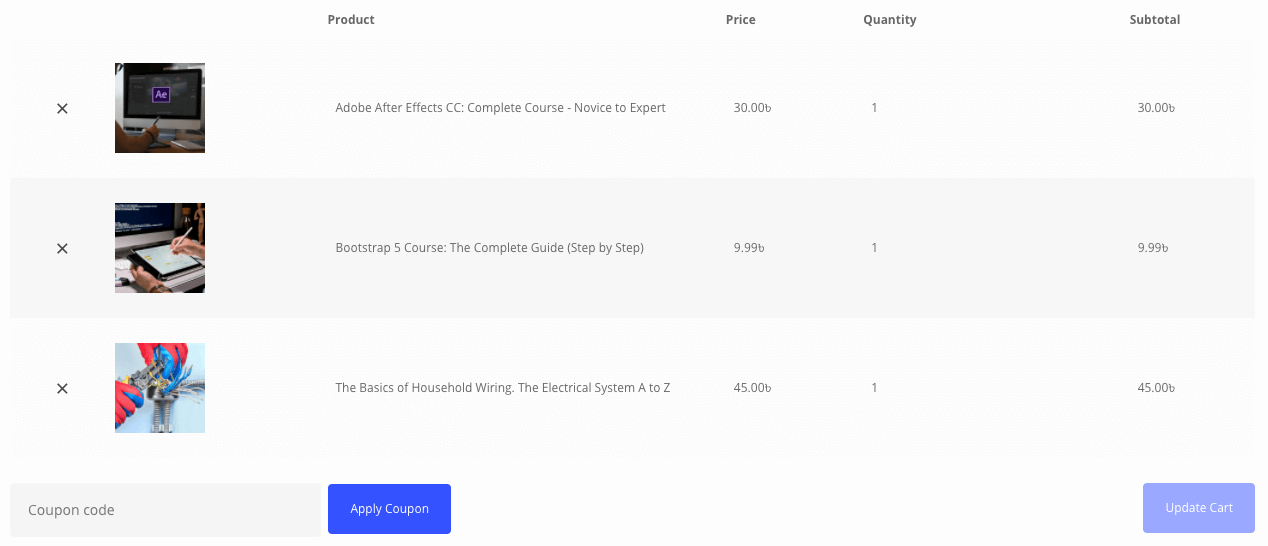 Product Price Quantity Subtotal
Ae
Adobe After Effects CC: Complete Course - Novice to Expert 30.00৳ 1 30.00৳
Bootstrap 5 Course: The Complete Guide (Step by Step) 9.99৳ 1 9.99৳
The Basics of Household Wiring. The Electrical System A to Z 45.00৳ 1 45.00৳
Coupon code Apply Coupon Update Cart